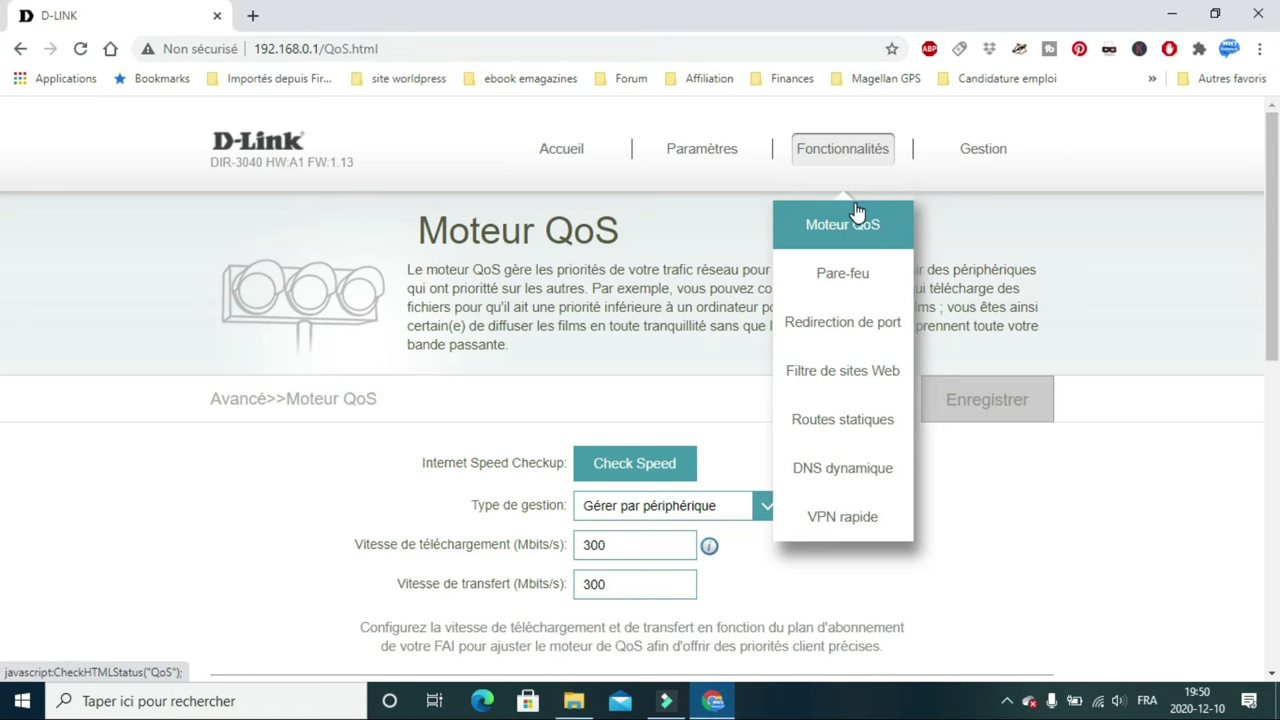 D-LINK
Non sécurisé
192.168.0.1/QoS.html
ABP
Applications
Bookmarks
Importés depuis Fir...
site worldpress
ebook emagazines
Forum
Affiliation
Finances
Magellan GPS
Candidature emploi
»
Autres favoris
D-Link
DIR-3040 HW:A1 FW:1.13
Accueil
Paramètres
Fonctionnalités
Gestion
Moteur QoS
Le moteur QoS gère les priorités de votre trafic réseau pour
ir des périphériques
qui ont prioritté sur les autres. Par exemple, vous pouvez co
ui télécharge des
fichiers pour qu'il ait une priorité inférieure à un ordinateur po
lms ; vous êtes ainsi
certain(e) de diffuser les films en toute tranquillité sans que l
prennent toute votre
bande passante.
Moteur QoS
Pare-feu
Redirection de port
Filtre de sites Web
Routes statiques
DNS dynamique
VPN rapide
Avancé>>Moteur QoS
Enregistrer
Internet Speed Checkup:
Check Speed
Type de gestion:
Gérer par périphérique
Vitesse de téléchargement (Mbits/s):
300
Vitesse de transfert (Mbits/s):
300
Configurez la vitesse de téléchargement et de transfert en fonction du plan d'abonnement
de votre FAI pour ajuster le moteur de QoS afin d'offrir des priorités client précises.
javascript:CheckHTMLStatus("QoS");
Taper ici pour rechercher
FRA
19:50
2020-12-10